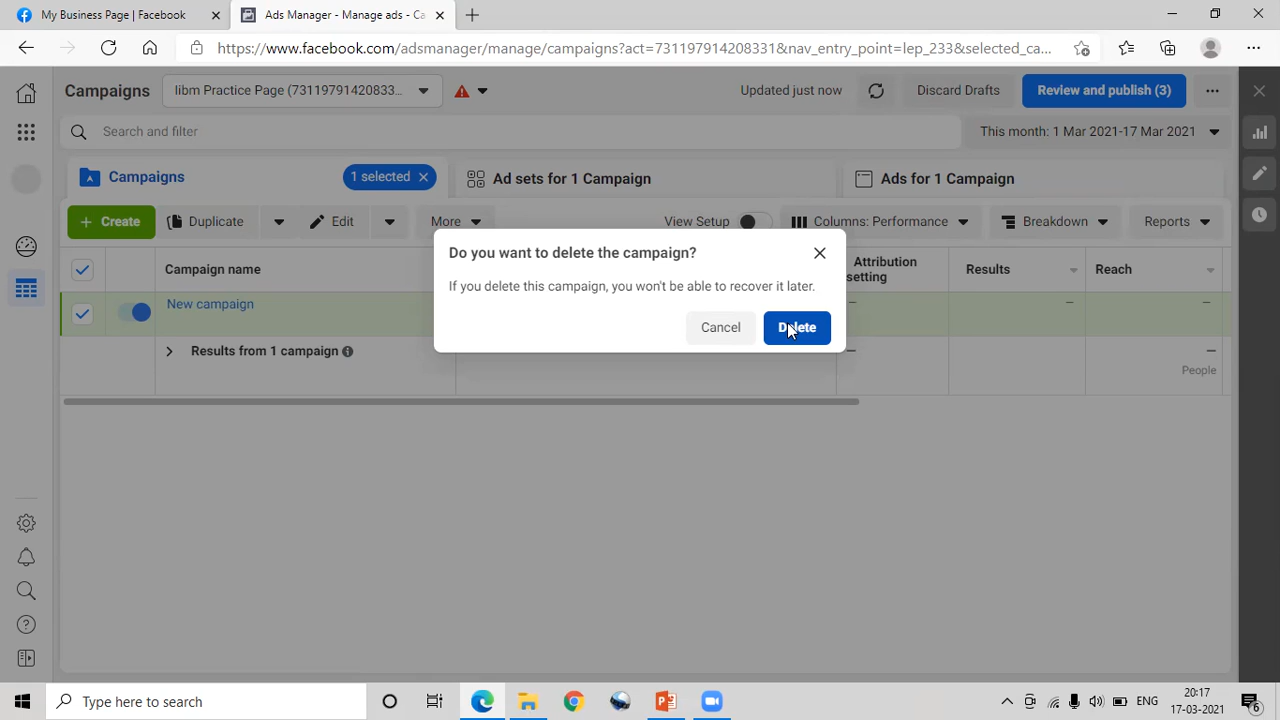 My Business Page | Facebook
Ads Manager - Manage ads - Ca
https://www.facebook.com/adsmanager/manage/campaigns?act=731197914208331&nav_entry_point=lep_233&selected_ca...
Campaigns
libm Practice Page (73119791420833...
Updated just now
Discard Drafts
Review and publish (3)
Search and filter
This month: 1 Mar 2021-17 Mar 2021
Campaigns
1 selected
Ad sets for 1 Campaign
Ads for 1 Campaign
+ Create
Duplicate
Edit
More
View Setup
Columns: Performance
Breakdown
Reports
Do you want to delete the campaign?
If you delete this campaign, you won't be able to recover it later.
Cancel
Delete
Campaign name
Attribution
setting
Results
Reach
New campaign
—
—
—
Results from 1 campaign
—
—
People
Type here to search
ENG
20:17
17-03-2021
6